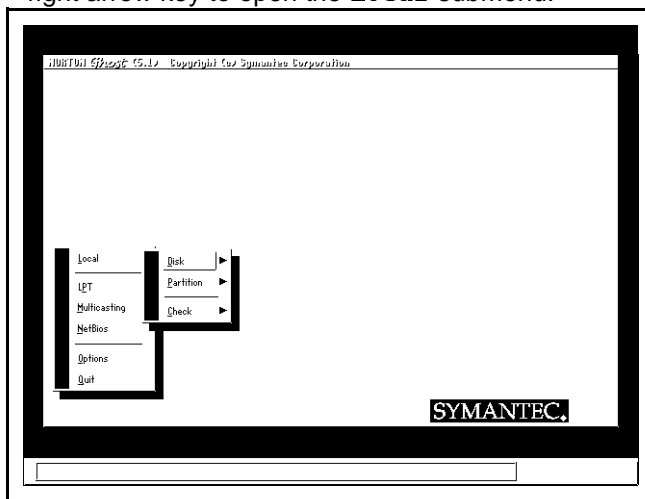 right arrow key to open the Local submenu.
NORTON Ghost (5.1) Copyright (c) Symantec Corporation
Local
LPT
Multicasting
NetBios
Options
Quit
Disk
Partition
Check
SYMANTEC.